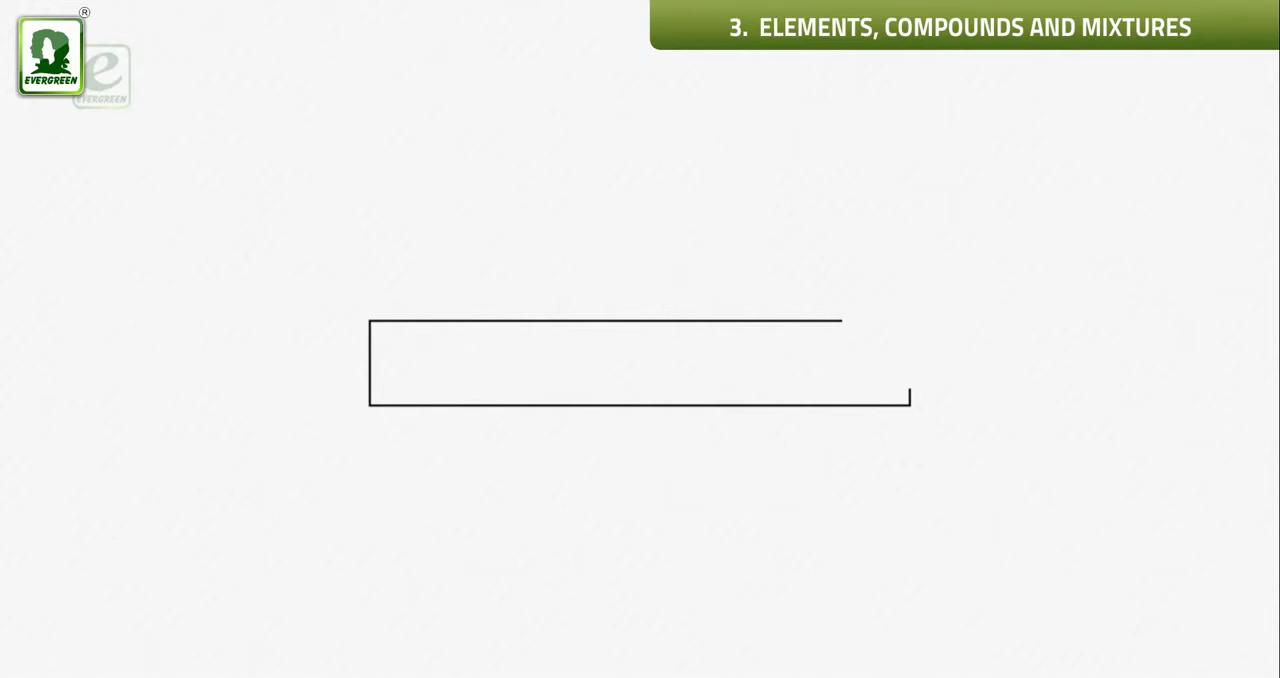 ®
EVERGREEN
e
EVERGREEN
3. ELEMENTS, COMPOUNDS AND MIXTURES